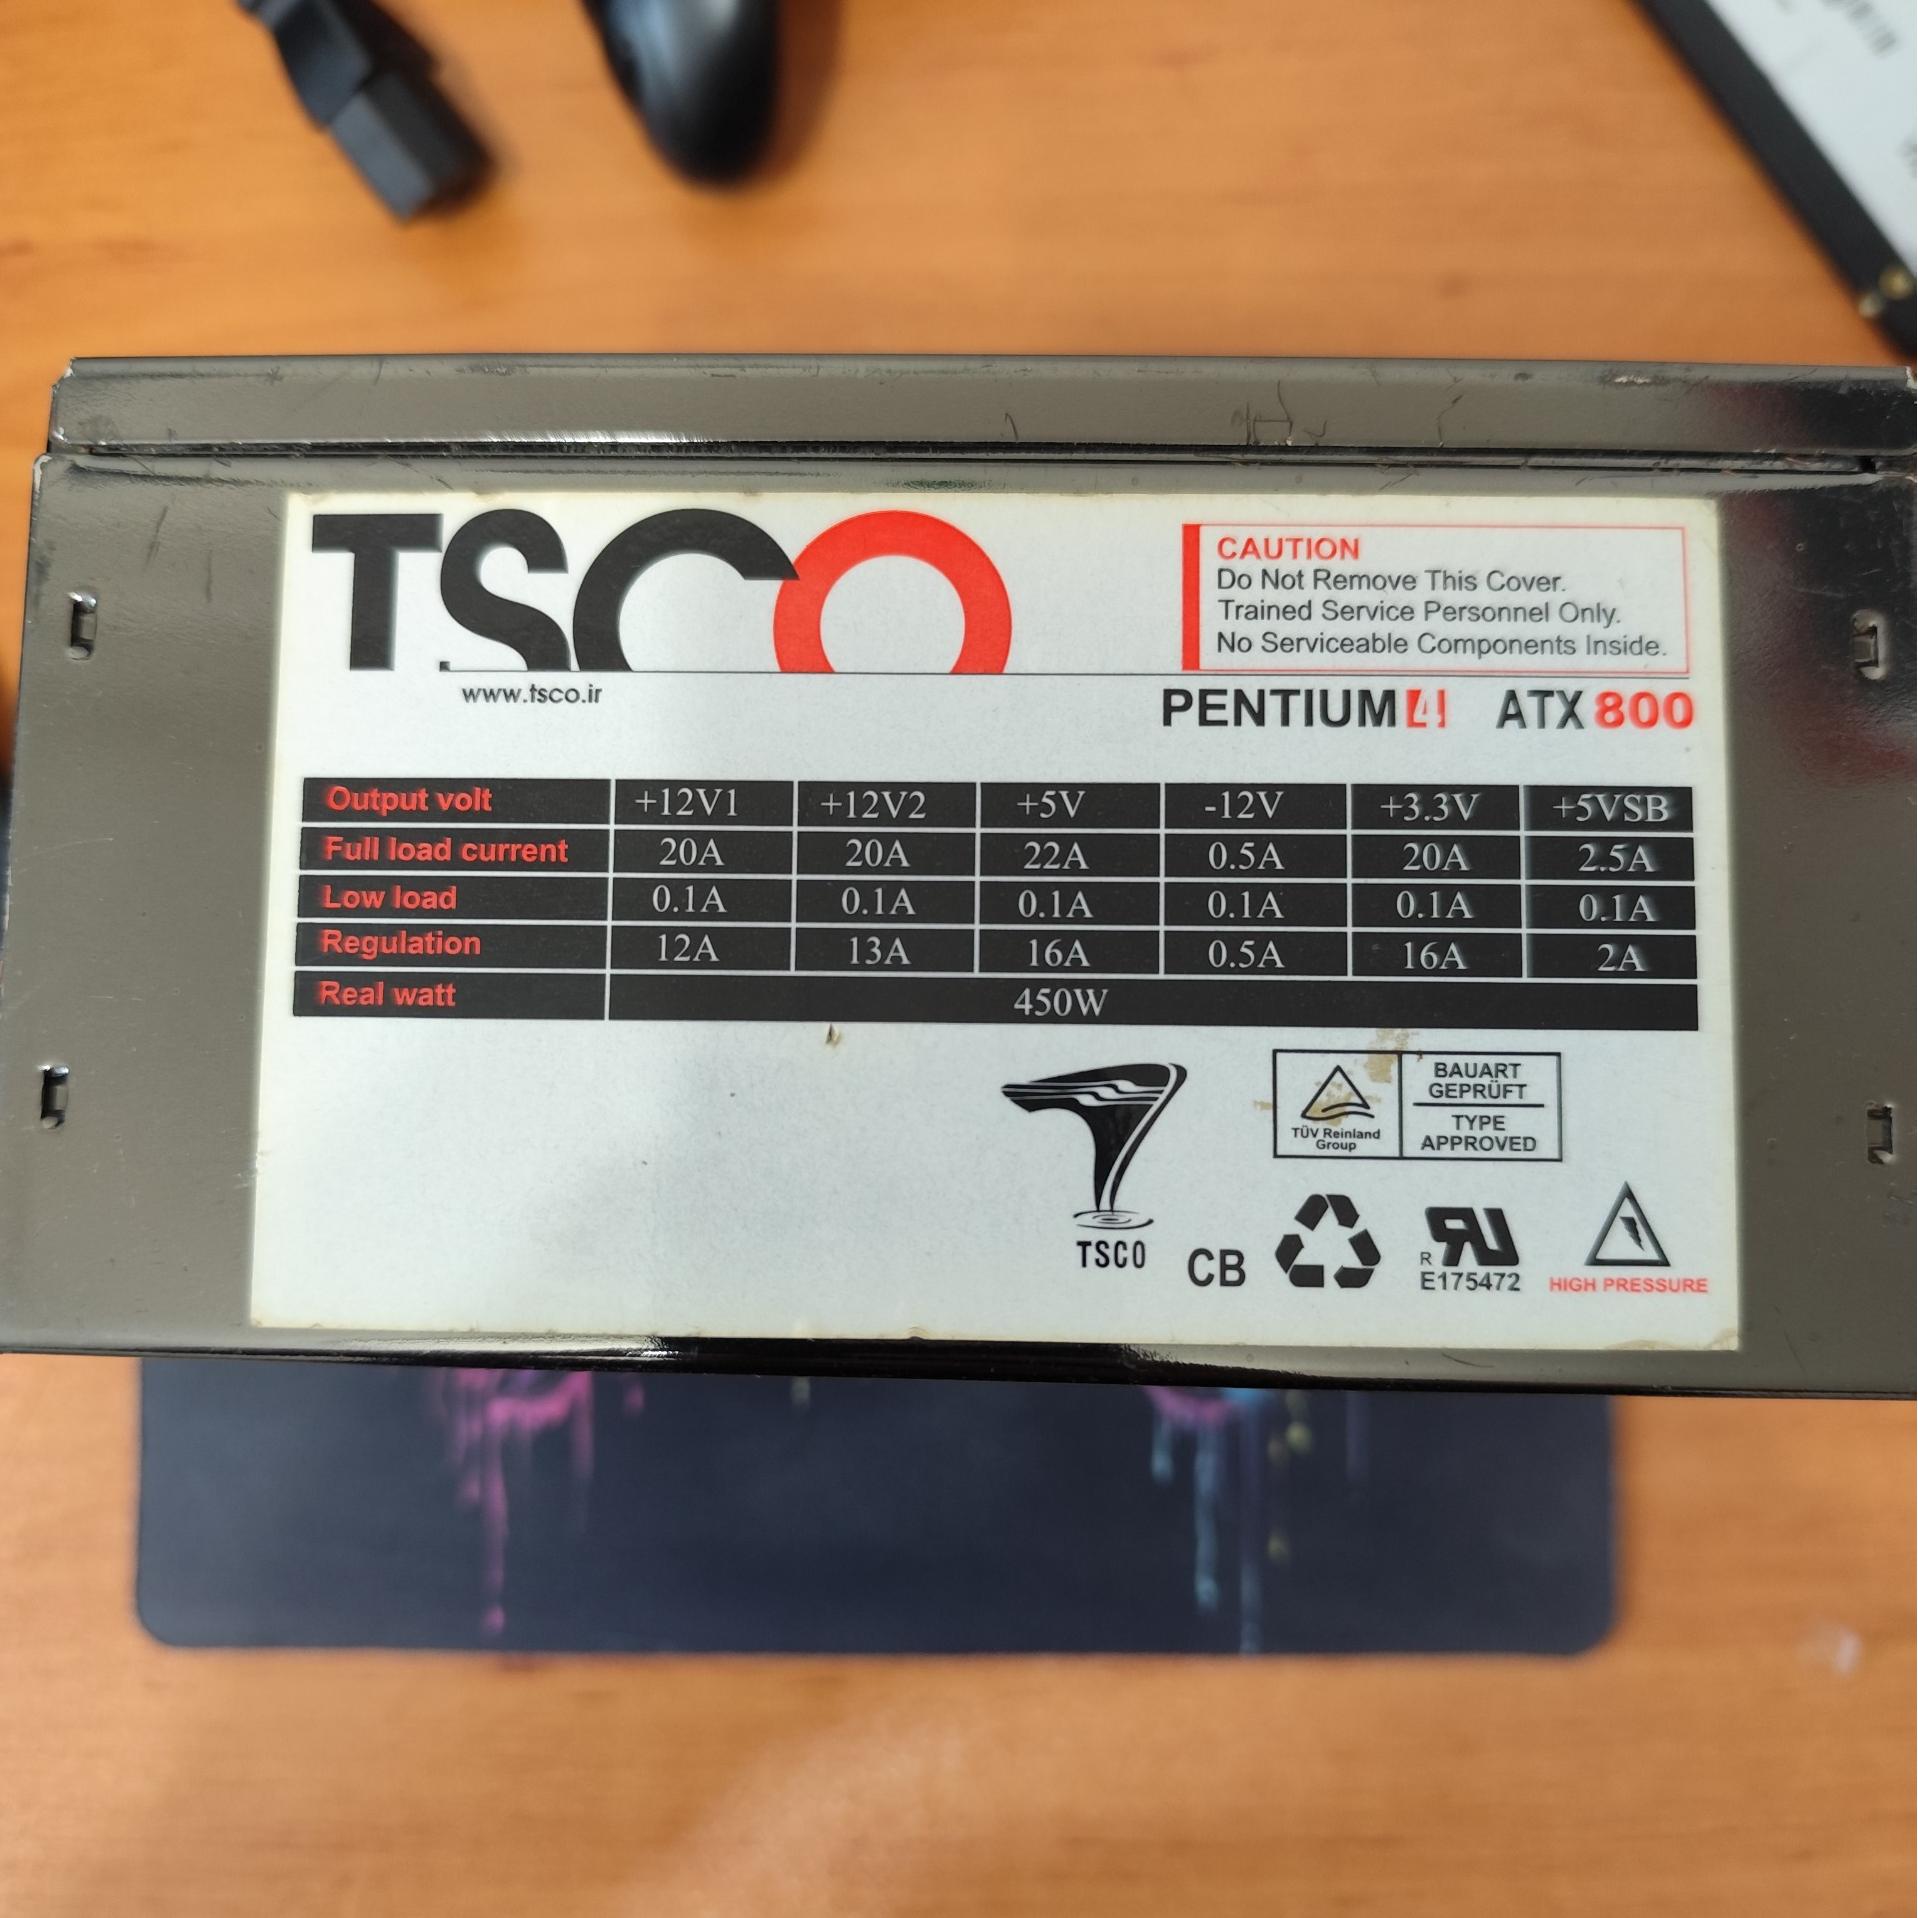 TSCO
www.tsco.ir
CAUTION
Do Not Remove This Cover.
Trained Service Personnel Only.
No Serviceable Components Inside.
PENTIUM 4 ATX 800
Output volt +12V1 +12V2 +5V -12V +3.3V +5VSB
Full load current 20A 20A 22A 0.5A 20A 2.5A
Low load 0.1A 0.1A 0.1A 0.1A 0.1A 0.1A
Regulation 12A 13A 16A 0.5A 16A 2A
Real watt 450W
TSCO
TÜV Reinland
Group
BAUART
GEPRÜFT
TYPE
APPROVED
CB
R
E175472
HIGH PRESSURE